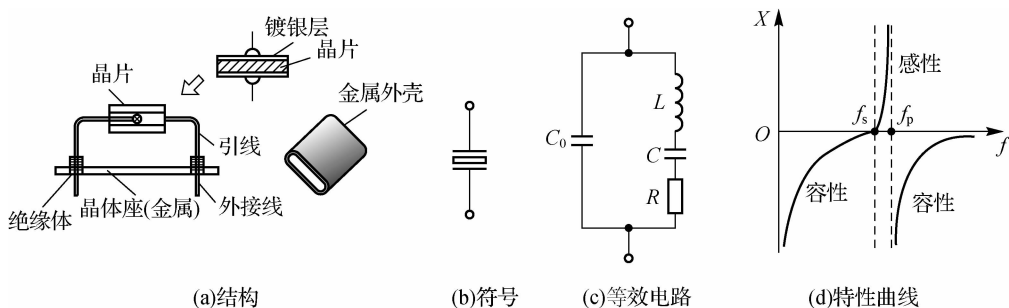 镀银层
晶片
晶片
金属外壳
引线
绝缘体
晶体座(金属)
外接线
(a)结构
(b)符号
C₀
L
C
R
(c)等效电路
X
感性
fₛ
fₚ
O
f
容性
容性
(d)特性曲线